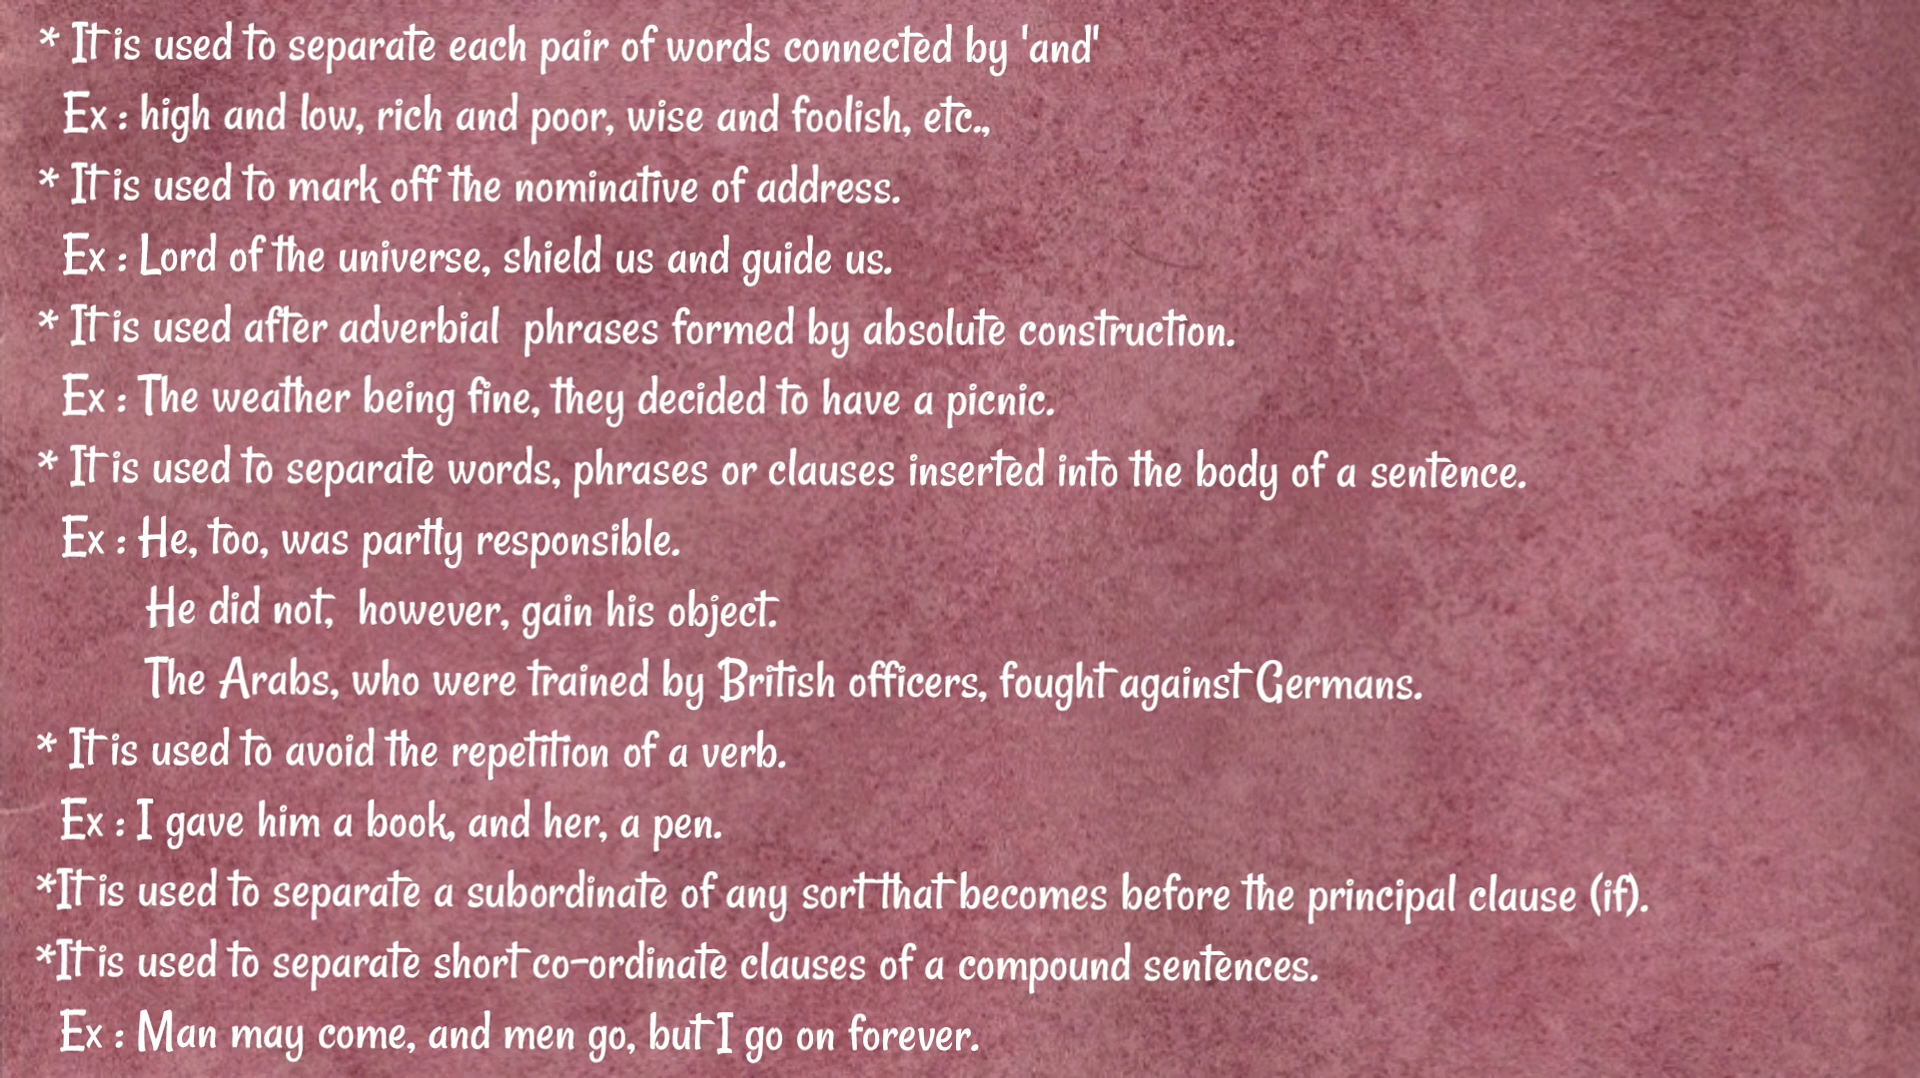 * It is used to separate each pair of words connected by 'and'
Ex : high and low, rich and poor, wise and foolish, etc.,
* It is used to mark off the nominative of address.
Ex : Lord of the universe, shield us and guide us.
* It is used after adverbial phrases formed by absolute construction.
Ex : The weather being fine, they decided to have a picnic.
* It is used to separate words, phrases or clauses inserted into the body of a sentence.
Ex : He, too, was partly responsible.
He did not, however, gain his object.
The Arabs, who were trained by British officers, fought against Germans.
* It is used to avoid the repetition of a verb.
Ex : I gave him a book, and her, a pen.
*It is used to separate a subordinate of any sort that becomes before the principal clause (if).
*It is used to separate short co-ordinate clauses of a compound sentences.
Ex : Man may come, and men go, but I go on forever.